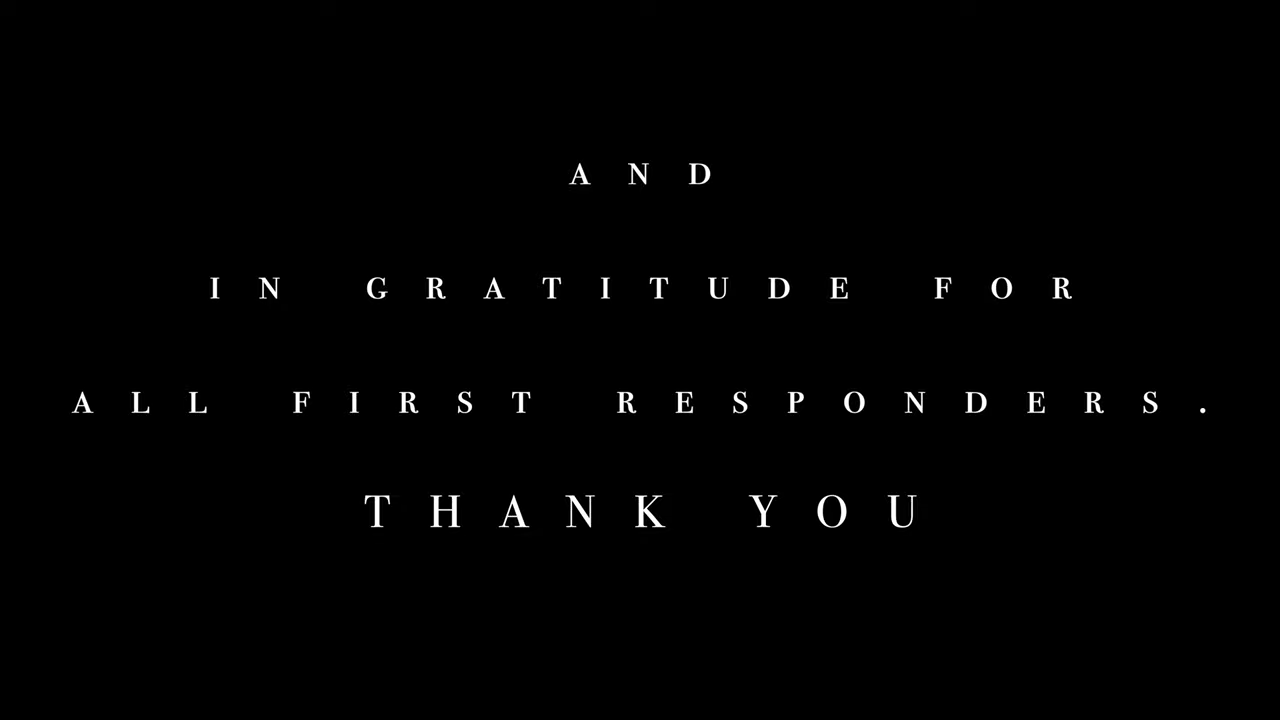 AND
IN GRATITUDE FOR
ALL FIRST RESPONDERS.
THANK YOU